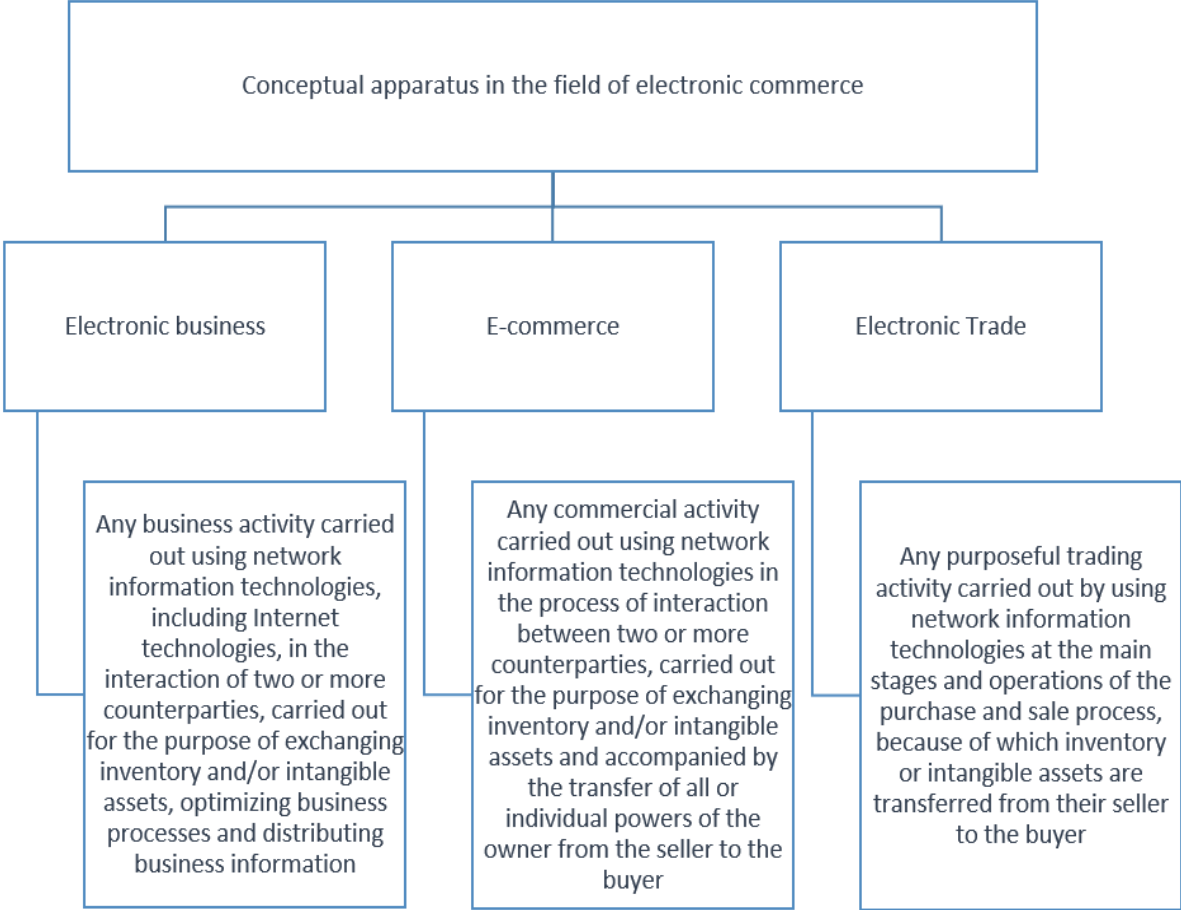 Conceptual apparatus in the field of electronic commerce
Electronic business
E-commerce
Electronic Trade
Any business activity carried
out using network
information technologies,
including Internet
technologies, in the
interaction of two or more
counterparties, carried out
for the purpose of exchanging
inventory and/or intangible
assets, optimizing business
processes and distributing
business information
Any commercial activity
carried out using network
information technologies in
the process of interaction
between two or more
counterparties, carried out
for the purpose of exchanging
inventory and/or intangible
assets and accompanied by
the transfer of all or
individual powers of the
owner from the seller to the
buyer
Any purposeful trading
activity carried out by using
network information
technologies at the main
stages and operations of the
purchase and sale process,
because of which inventory
or intangible assets are
transferred from their seller
to the buyer